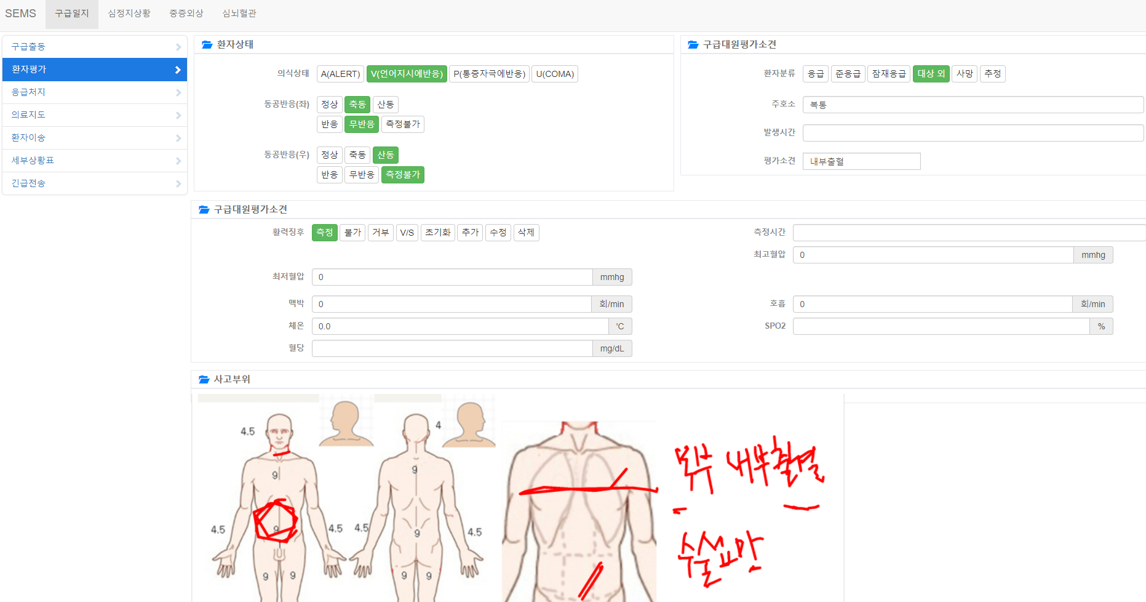 SEMS 구급일지 심정지상황 중증외상 심뇌혈관
구급출동
환자평가
응급처지
의료지도
환자이송
세부상황표
긴급전송
환자상태
의식상태 A(ALERT) V(언어지시에반응) P(통증자극에반응) U(COMA)
동공반응(좌) 정상 축동 산동
반응 무반응 측정불가
동공반응(우) 정상 축동 산동
반응 무반응 측정불가
구급대원평가소견
환자분류 응급 준응급 잠재응급 대상 외 사망 추정
주호소 복통
발생시간
평가소견 내부출혈
구급대원평가소견
활력징후 측정 불가 거부 V/S 초기화 추가 수정 삭제
측정시간
최고혈압 0 mmhg
최저혈압 0 mmhg
맥박 0 회/min
호흡 0 회/min
체온 0.0 °C
SPO2 %
혈당 mg/dL
사고부위
4.5 4
9 9
4.5 9 4.5 4.5 9 4.5
9 9 9 9
내부출혈